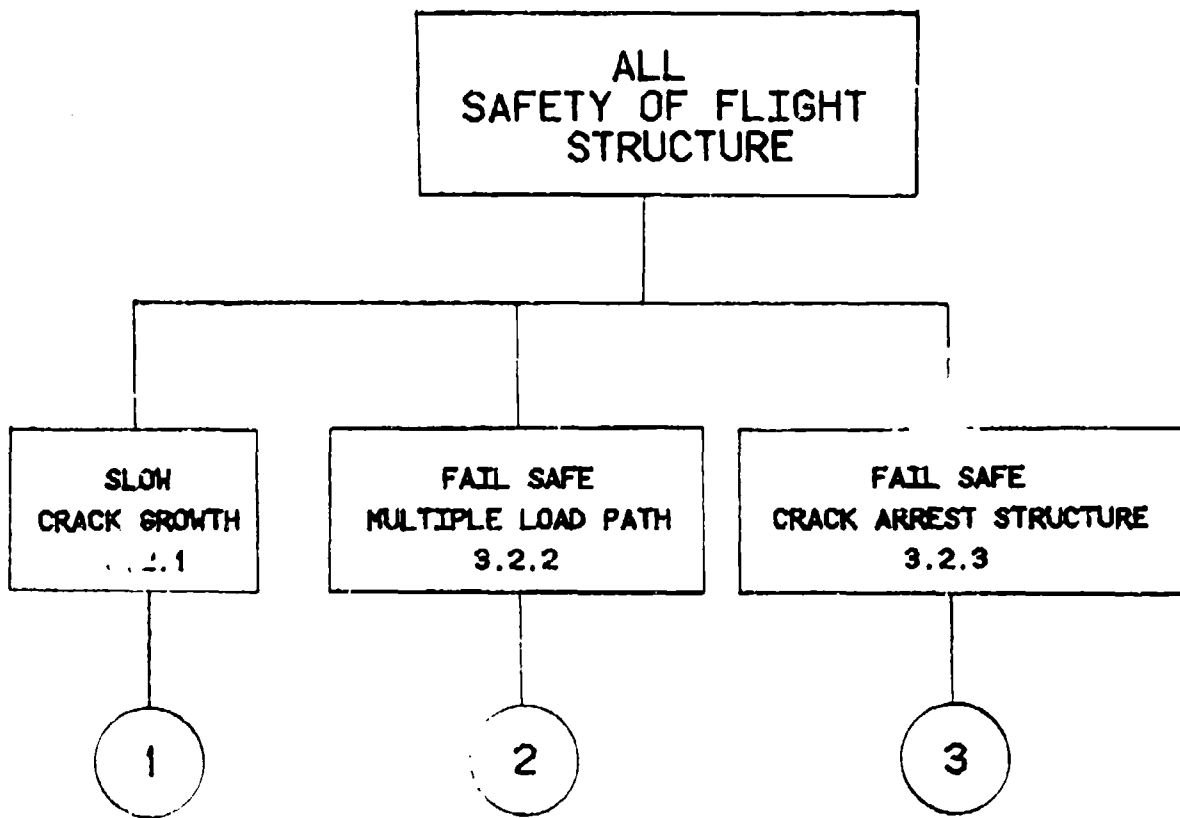 ALL
SAFETY OF FLIGHT
STRUCTURE
SLOW
CRACK GROWTH
FAIL SAFE
MULTIPLE LOAD PATH
3.2.2
FAIL SAFE
CRACK ARREST STRUCTURE
3.2.3
1
2
3